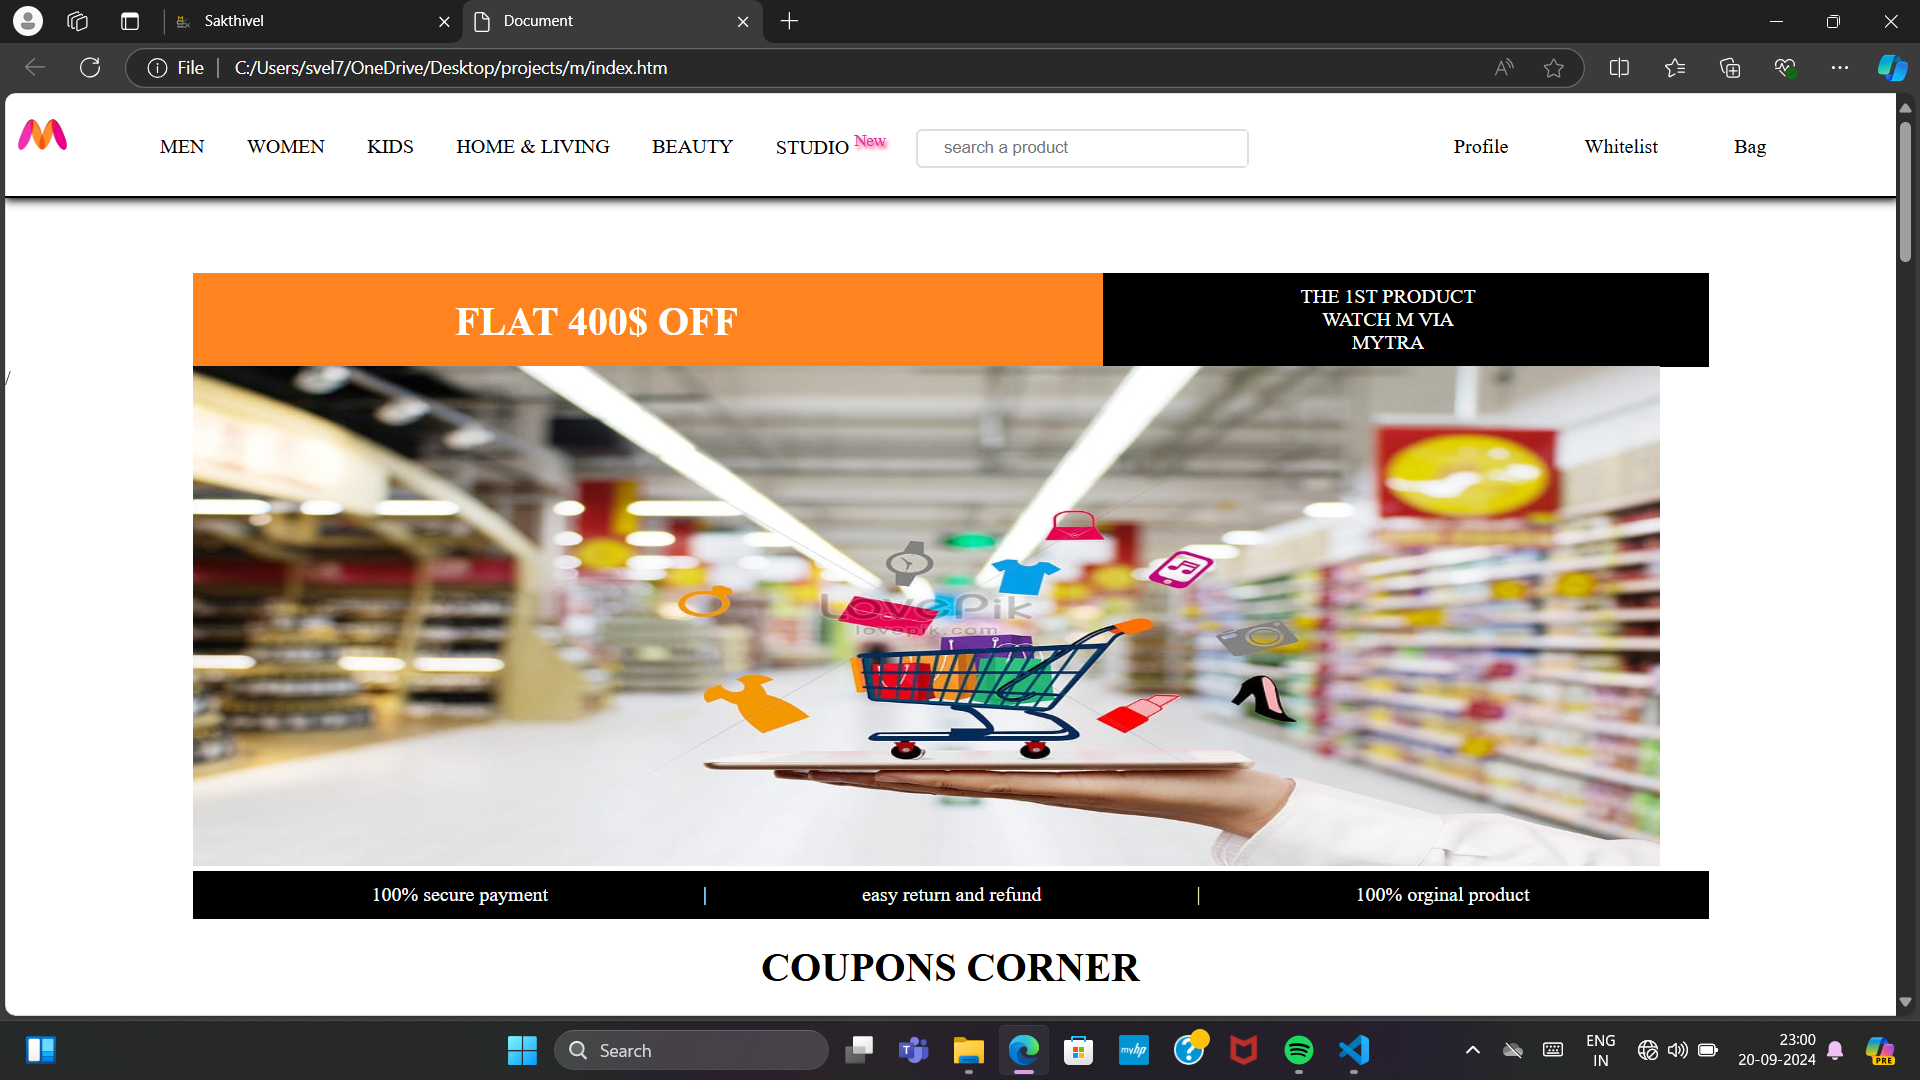 Sakthivel
Document
File
C:/Users/svel7/OneDrive/Desktop/projects/m/index.htm
MEN WOMEN KIDS HOME & LIVING BEAUTY STUDIO New
search a product
Profile Whitelist Bag
FLAT 400$ OFF
THE 1ST PRODUCT
WATCH M VIA
MYTRA
/
LovePik
lovepik.com
100% secure payment | easy return and refund | 100% orginal product
COUPONS CORNER
Search
myhp
ENG
IN
23:00
20-09-2024
PRE